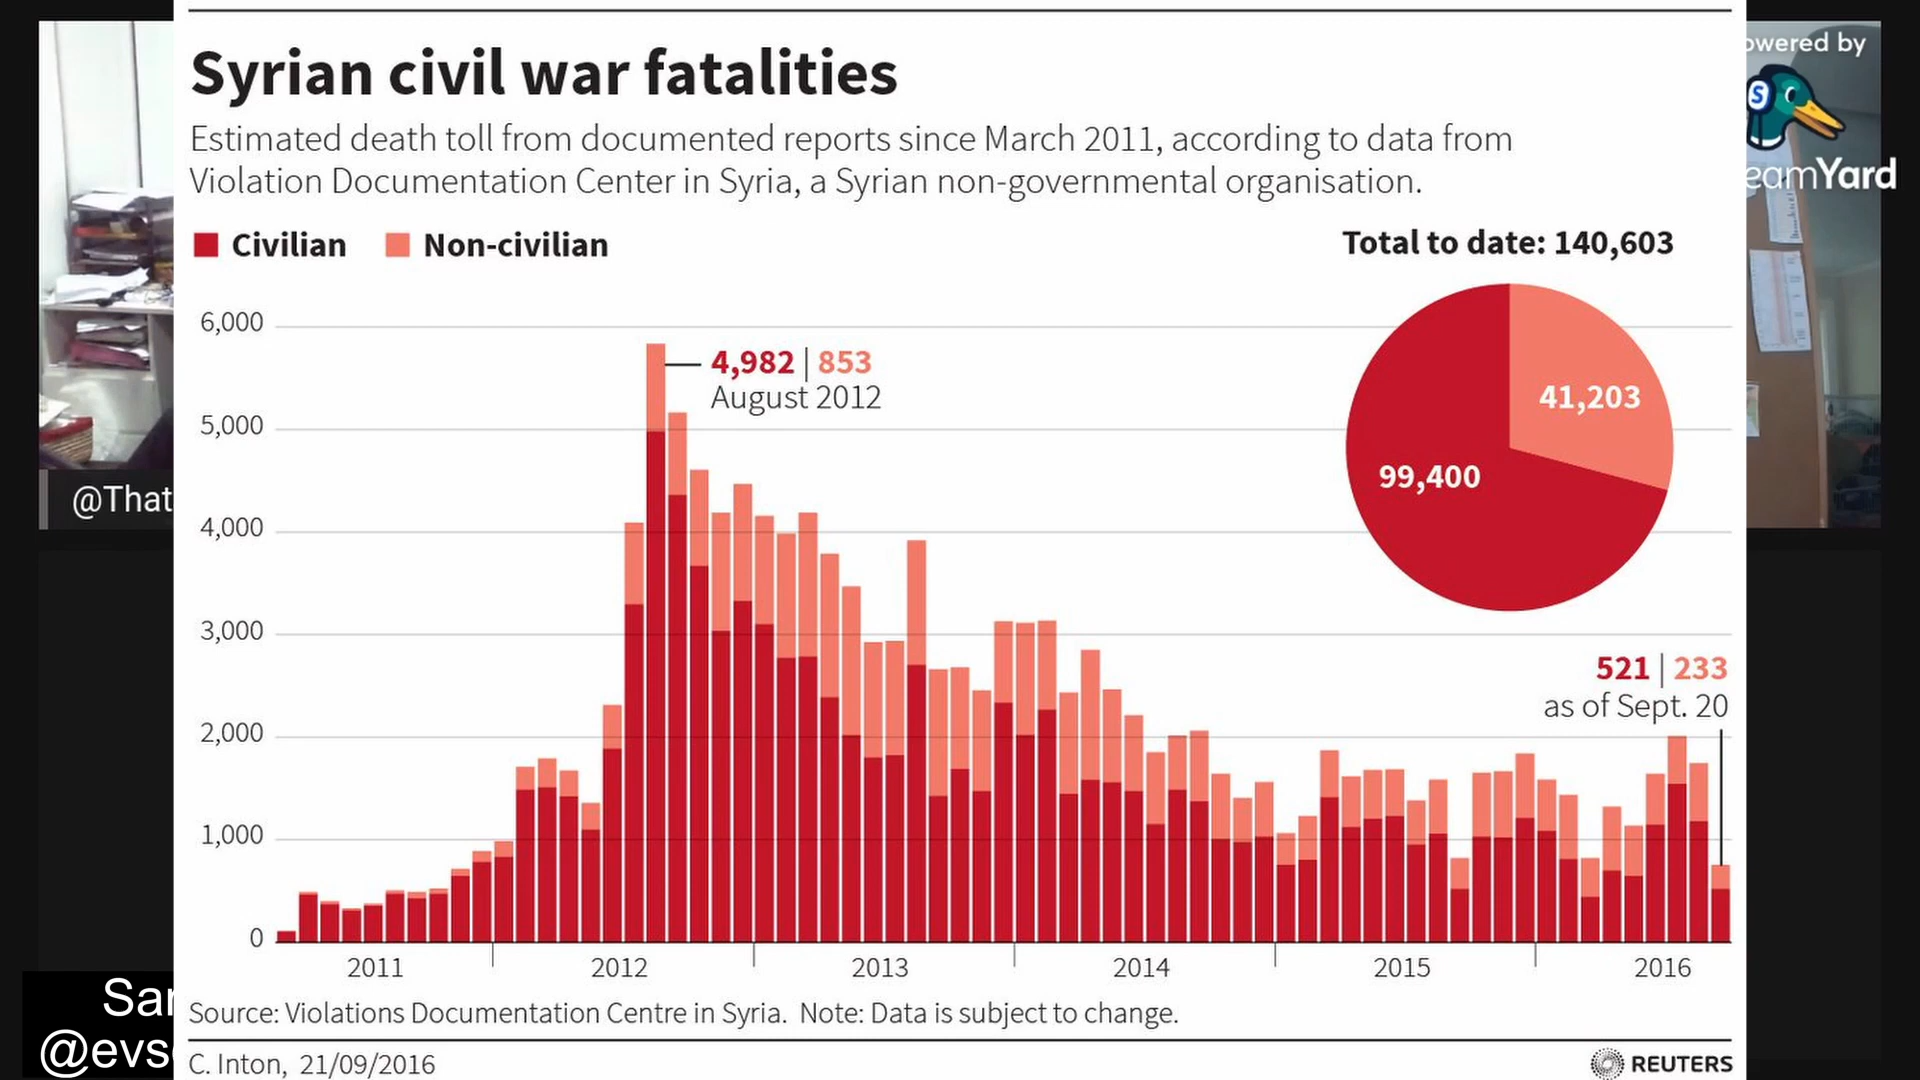 Syrian civil war fatalities
Estimated death toll from documented reports since March 2011, according to data from
Violation Documentation Center in Syria, a Syrian non-governmental organisation.
Civilian Non-civilian
Total to date: 140,603
41,203
99,400
6,000
5,000
4,000
3,000
2,000
1,000
0
4,982 | 853
August 2012
521 | 233
as of Sept. 20
2011 2012 2013 2014 2015 2016
Source: Violations Documentation Centre in Syria. Note: Data is subject to change.
C. Inton, 21/09/2016
REUTERS
owered by
S
eamYard
@That
Sar
@evs